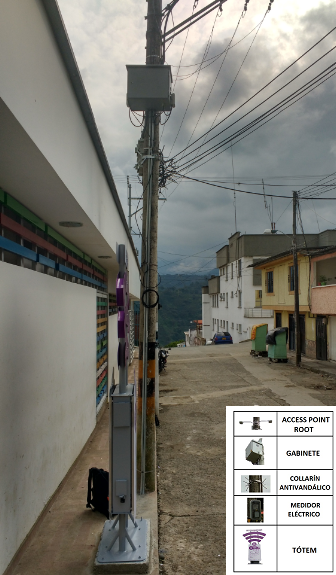 ACCESS POINT
ROOT
GABINETE
COLLARÍN
ANTIVANDÁLICO
MEDIDOR
ELÉCTRICO
TÓTEM